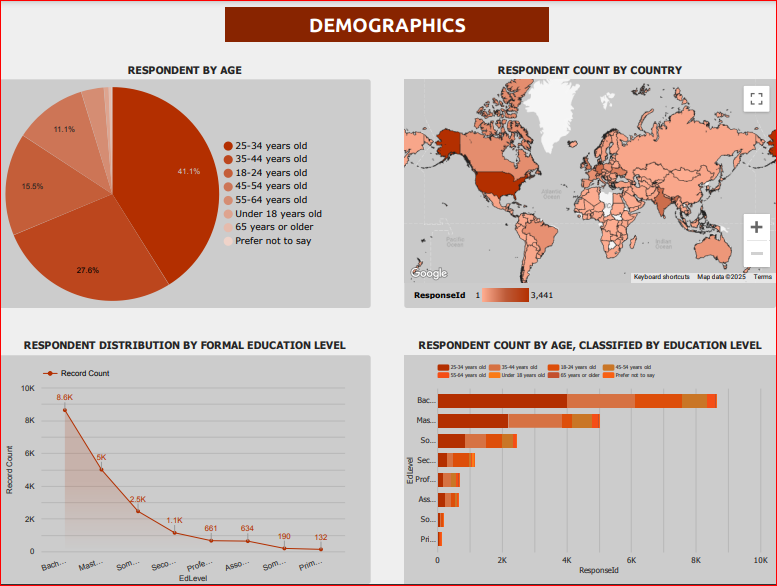 DEMOGRAPHICS
RESPONDENT BY AGE
41.1%
27.6%
15.5%
11.1%
25-34 years old
35-44 years old
18-24 years old
45-54 years old
55-64 years old
Under 18 years old
65 years or older
Prefer not to say
RESPONDENT COUNT BY COUNTRY
Atlantic
Ocean
Pacific
Ocean
Indian
Ocean
Google
Keyboard shortcuts Map data ©2025 Terms
ResponseId 1 3,441
RESPONDENT DISTRIBUTION BY FORMAL EDUCATION LEVEL
Record Count
10K
8K
6K
4K
2K
0
Record Count
8.6K
5K
2.5K
1.1K
661
634
190
132
Bach... Mast... Som... Seco... Profe... Asso... Som... Prim...
EdLevel
RESPONDENT COUNT BY AGE, CLASSIFIED BY EDUCATION LEVEL
25-34 years old 35-44 years old 18-24 years old 45-54 years old
55-64 years old Under 18 years old 65 years or older Prefer not to say
EdLevel
Bac...
Mas...
So...
Sec...
Prof...
Ass...
So...
Pri...
0 2K 4K 6K 8K 10K
ResponseId